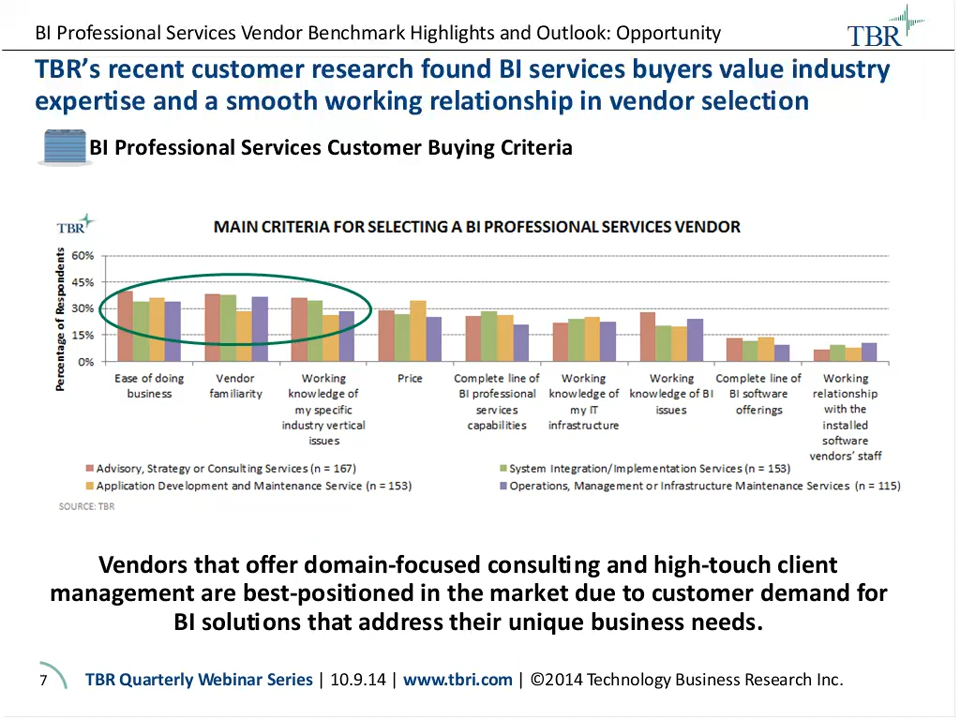 BI Professional Services Vendor Benchmark Highlights and Outlook: Opportunity
TBR
TBR’s recent customer research found BI services buyers value industry
expertise and a smooth working relationship in vendor selection
BI Professional Services Customer Buying Criteria
TBR
MAIN CRITERIA FOR SELECTING A BI PROFESSIONAL SERVICES VENDOR
Percentage of Respondents
60%
45%
30%
15%
0%
Ease of doing
business
Vendor
familiarity
Working
knowledge of
my specific
industry vertical
issues
Price
Complete line of
BI professional
services
capabilities
Working
knowledge of
my IT
infrastructure
Working
knowledge of BI
issues
Complete line of
BI software
offerings
Working
relationship
with the
installed
software
vendors’ staff
Advisory, Strategy or Consulting Services (n = 167)
System Integration/Implementation Services (n = 153)
Application Development and Maintenance Service (n = 153)
Operations, Management or Infrastructure Maintenance Services (n = 115)
SOURCE: TBR
Vendors that offer domain-focused consulting and high-touch client
management are best-positioned in the market due to customer demand for
BI solutions that address their unique business needs.
7
TBR Quarterly Webinar Series | 10.9.14 | www.tbri.com | ©2014 Technology Business Research Inc.